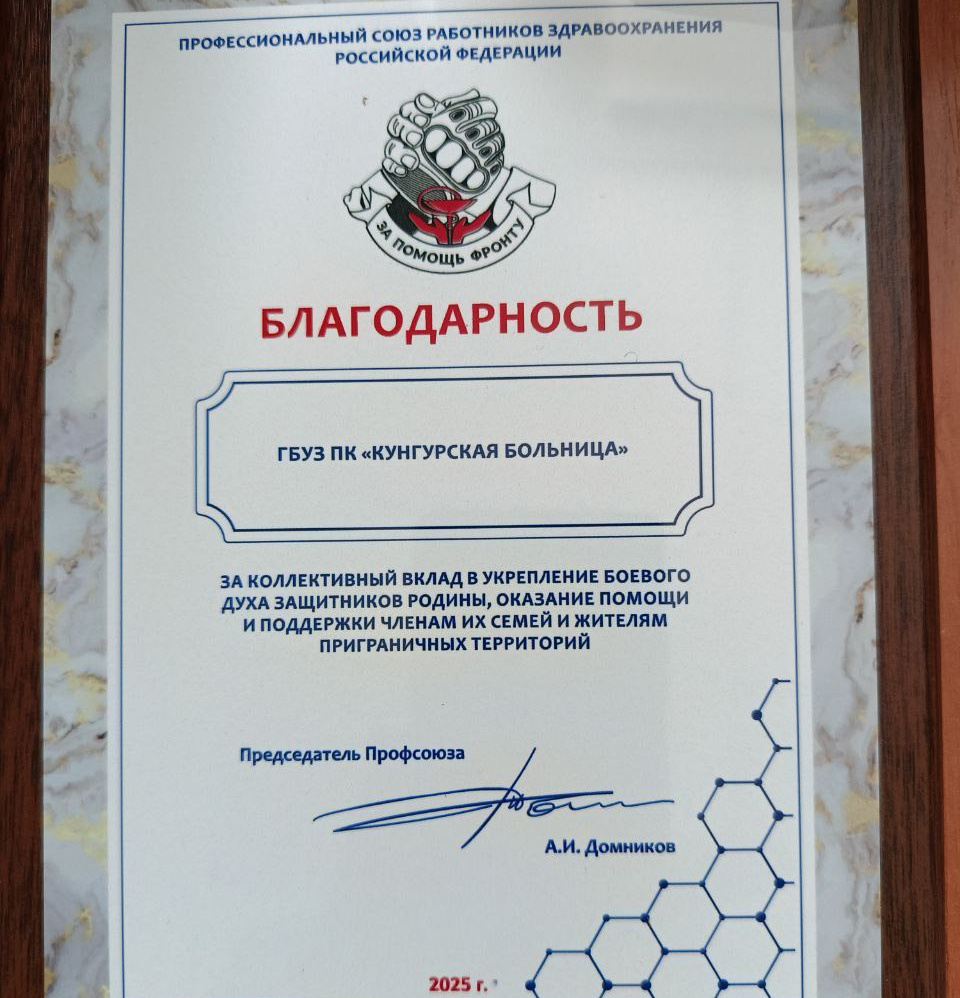 ПРОФЕССИОНАЛЬНЫЙ СОЮЗ РАБОТНИКОВ ЗДРАВООХРАНЕНИЯ
РОССИЙСКОЙ ФЕДЕРАЦИИ
ЗА ПОМОЩЬ ФРОНТУ
БЛАГОДАРНОСТЬ
ГБУЗ ПК «КУНГУРСКАЯ БОЛЬНИЦА»
ЗА КОЛЛЕКТИВНЫЙ ВКЛАД В УКРЕПЛЕНИЕ БОЕВОГО
ДУХА ЗАЩИТНИКОВ РОДИНЫ, ОКАЗАНИЕ ПОМОЩИ
И ПОДДЕРЖКИ ЧЛЕНАМ ИХ СЕМЕЙ И ЖИТЕЛЯМ
ПРИГРАНИЧНЫХ ТЕРРИТОРИЙ
Председатель Профсоюза
А.И. Домников
2025 г.